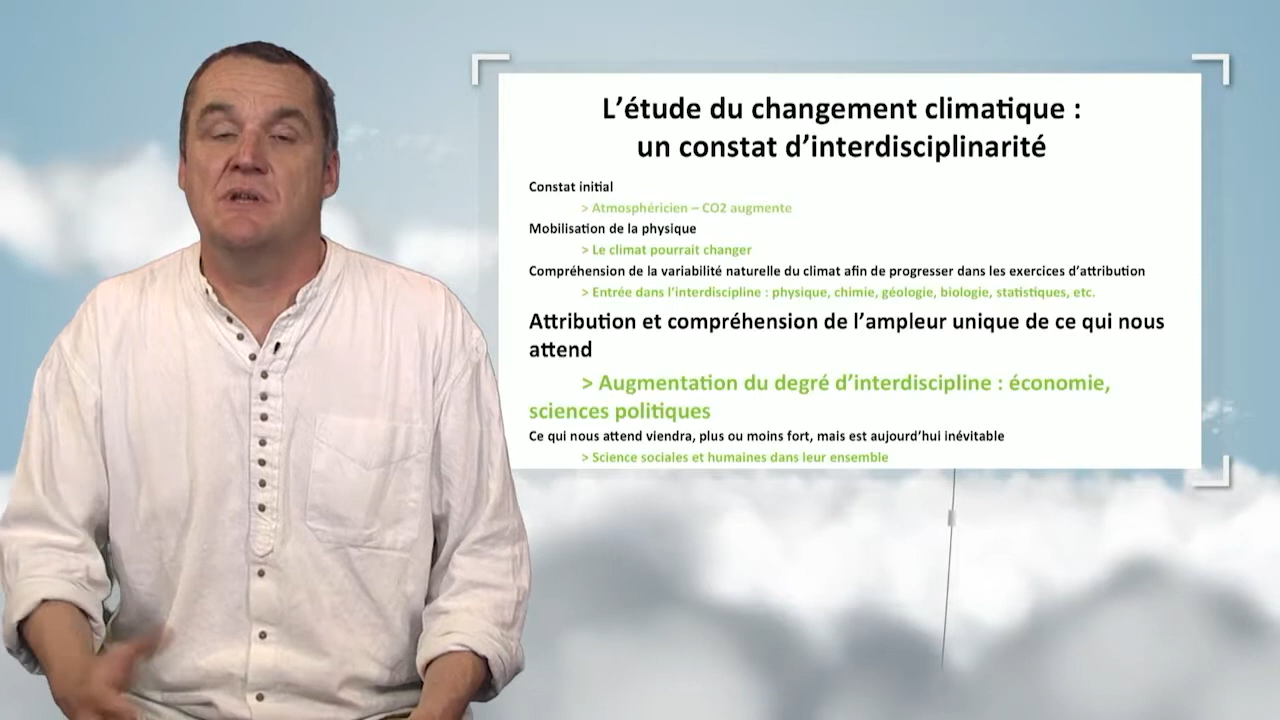 L’étude du changement climatique :
un constat d’interdisciplinarité
Constat initial
> Atmosphéricien – CO2 augmente
Mobilisation de la physique
> Le climat pourrait changer
Compréhension de la variabilité naturelle du climat afin de progresser dans les exercices d’attribution
> Entrée dans l’interdiscipline : physique, chimie, géologie, biologie, statistiques, etc.
Attribution et compréhension de l’ampleur unique de ce qui nous
attend
> Augmentation du degré d’interdiscipline : économie,
sciences politiques
Ce qui nous attend viendra, plus ou moins fort, mais est aujourd’hui inévitable
> Science sociales et humaines dans leur ensemble